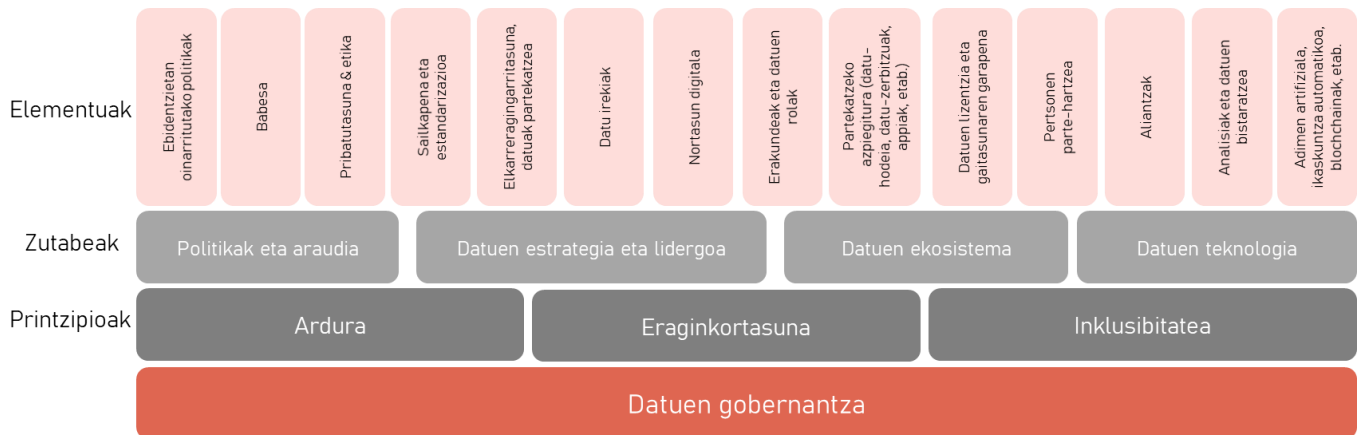 Elementuak
Ebidentzietan
oinarritutako politikak
Babesa
Pribatutasuna & etika
Sailkapena eta
estandarizazioa
Elkarreragingarritasuna,
datuak partekatzea
Datu irekiak
Nortasun digitala
Erakundeak eta datuen
rolak
Partekatzeko
azpiegitura (datu-
hodeia, datu-zerbitzuak,
appiak, etab.)
Datuen lizentzia eta
gaitasunaren garapena
Pertsonen
parte-hartzea
Aliantzak
Analisiak eta datuen
bistaratzea
Adimen artifiziala,
ikaskuntza automatikoa,
blochchainak, etab.
Zutabeak
Politikak eta araudia
Datuen estrategia eta lidergoa
Datuen ekosistema
Datuen teknologia
Printzipioak
Ardura
Eraginkortasuna
Inklusibitatea
Datuen gobernantza